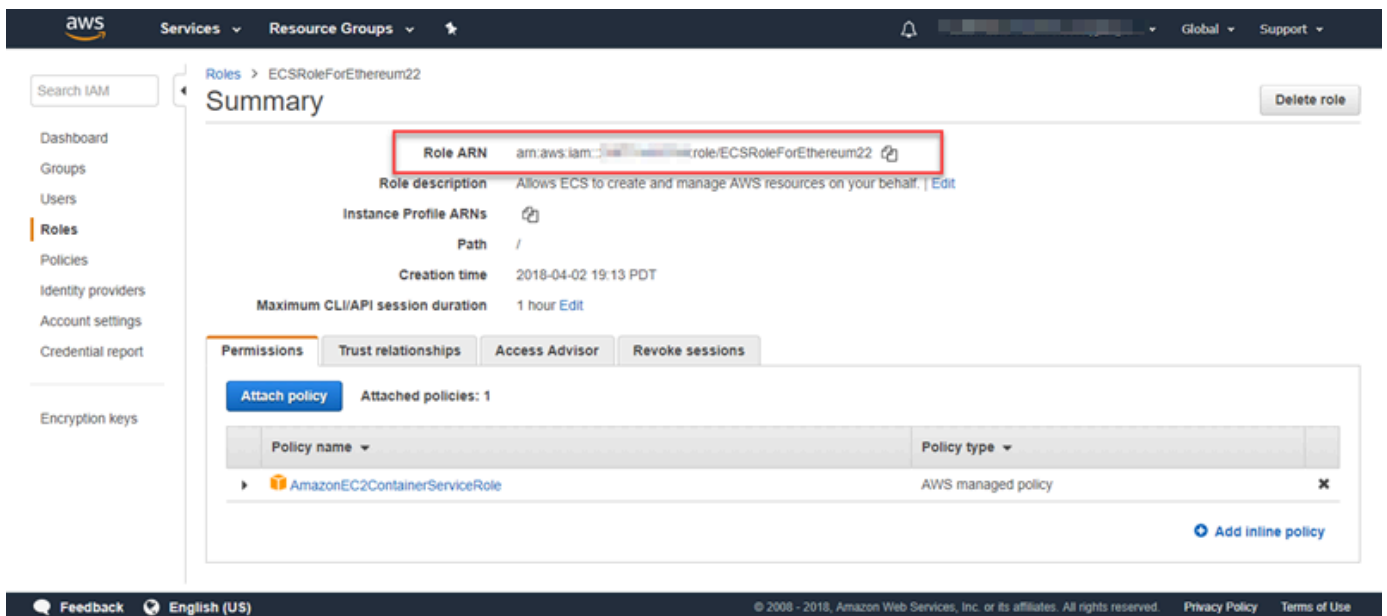 aws Services Resource Groups Global Support
Search IAM
Dashboard
Groups
Users
Roles
Policies
Identity providers
Account settings
Credential report
Encryption keys
Roles > ECSRoleForEthereum22
Summary
Delete role
Role ARN arn:aws:iam:: :role/ECSRoleForEthereum22
Role description Allows ECS to create and manage AWS resources on your behalf. | Edit
Instance Profile ARNs
Path /
Creation time 2018-04-02 19:13 PDT
Maximum CLI/API session duration 1 hour Edit
Permissions Trust relationships Access Advisor Revoke sessions
Attach policy Attached policies: 1
Policy name Policy type
AmazonEC2ContainerServiceRole AWS managed policy
Add inline policy
Feedback English (US) © 2008 - 2018, Amazon Web Services, Inc. or its affiliates. All rights reserved. Privacy Policy Terms of Use